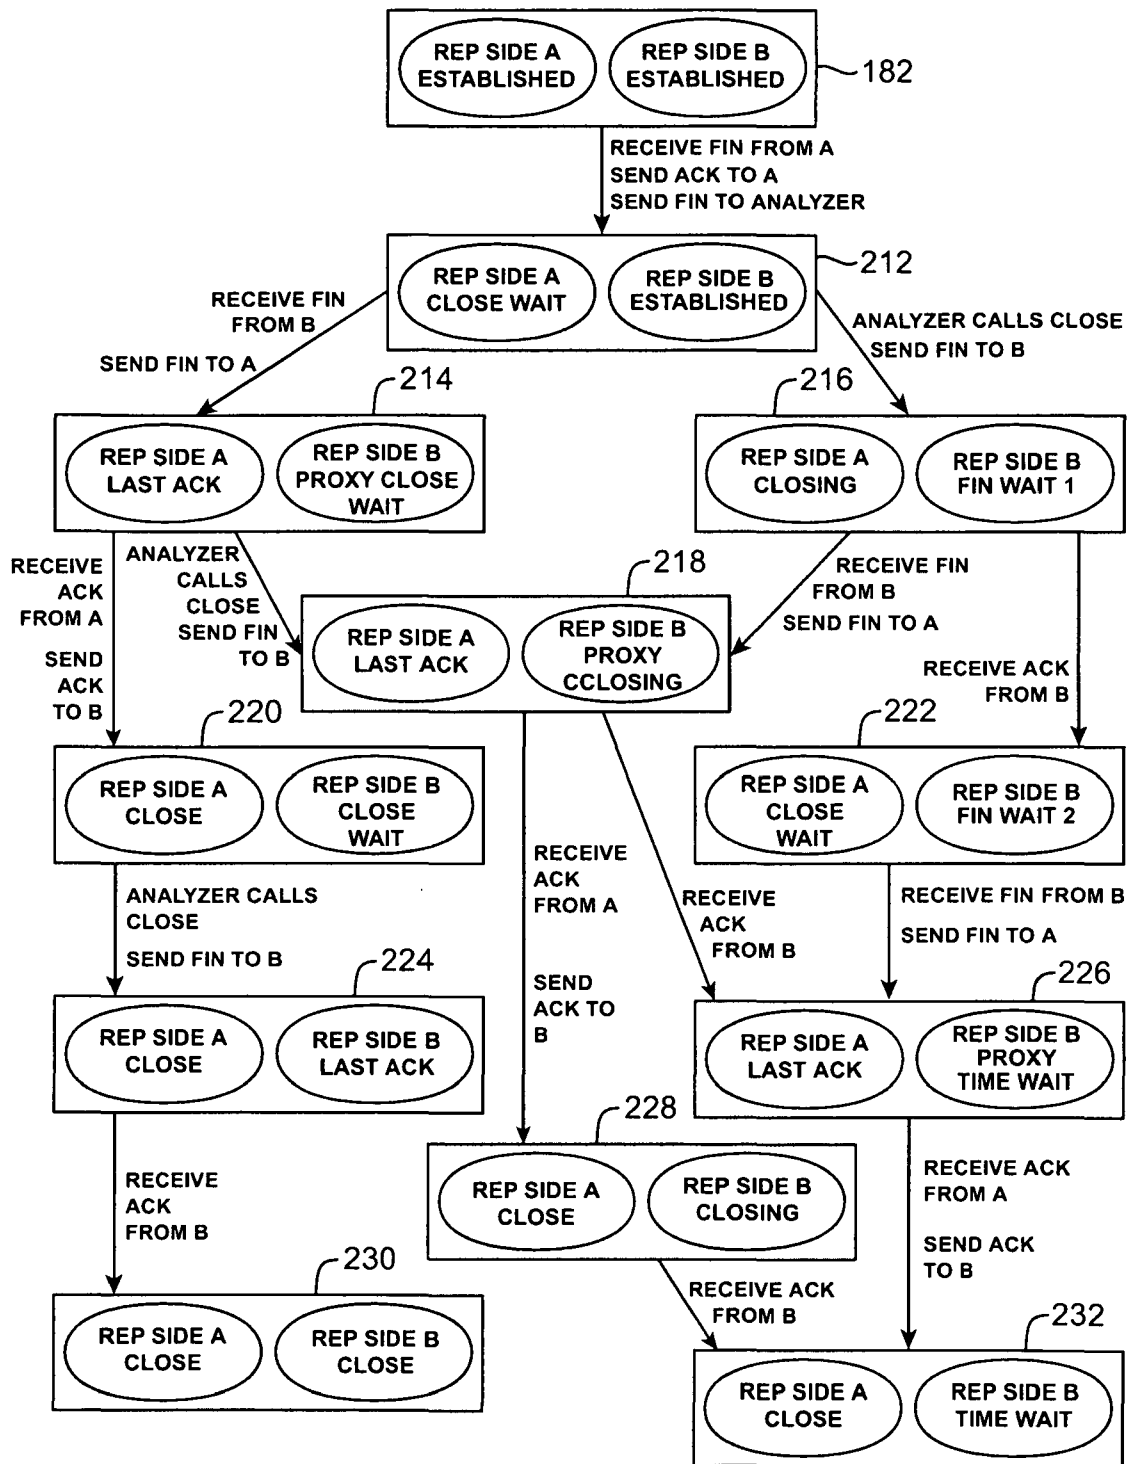 REP SIDE A
ESTABLISHED
REP SIDE B
ESTABLISHED
182
RECEIVE FIN FROM A
SEND ACK TO A
SEND FIN TO ANALYZER
REP SIDE A
CLOSE WAIT
REP SIDE B
ESTABLISHED
212
RECEIVE FIN
FROM B
SEND FIN TO A
ANALYZER CALLS CLOSE
SEND FIN TO B
214
REP SIDE A
LAST ACK
REP SIDE B
PROXY CLOSE
WAIT
216
REP SIDE A
CLOSING
REP SIDE B
FIN WAIT 1
RECEIVE
ACK
FROM A
SEND
ACK
TO B
ANALYZER
CALLS
CLOSE
SEND FIN
TO B
218
REP SIDE A
LAST ACK
REP SIDE B
PROXY
CCLOSING
RECEIVE FIN
FROM B
SEND FIN TO A
RECEIVE ACK
FROM B
220
REP SIDE A
CLOSE
REP SIDE B
CLOSE
WAIT
222
REP SIDE A
CLOSE
WAIT
REP SIDE B
FIN WAIT 2
ANALYZER CALLS
CLOSE
SEND FIN TO B
RECEIVE
ACK
FROM A
SEND
ACK TO
B
RECEIVE
ACK
FROM B
RECEIVE FIN FROM B
SEND FIN TO A
224
REP SIDE A
CLOSE
REP SIDE B
LAST ACK
226
REP SIDE A
LAST ACK
REP SIDE B
PROXY
TIME WAIT
RECEIVE
ACK
FROM B
228
REP SIDE A
CLOSE
REP SIDE B
CLOSING
RECEIVE ACK
FROM A
SEND ACK
TO B
230
REP SIDE A
CLOSE
REP SIDE B
CLOSE
RECEIVE ACK
FROM B
232
REP SIDE A
CLOSE
REP SIDE B
TIME WAIT